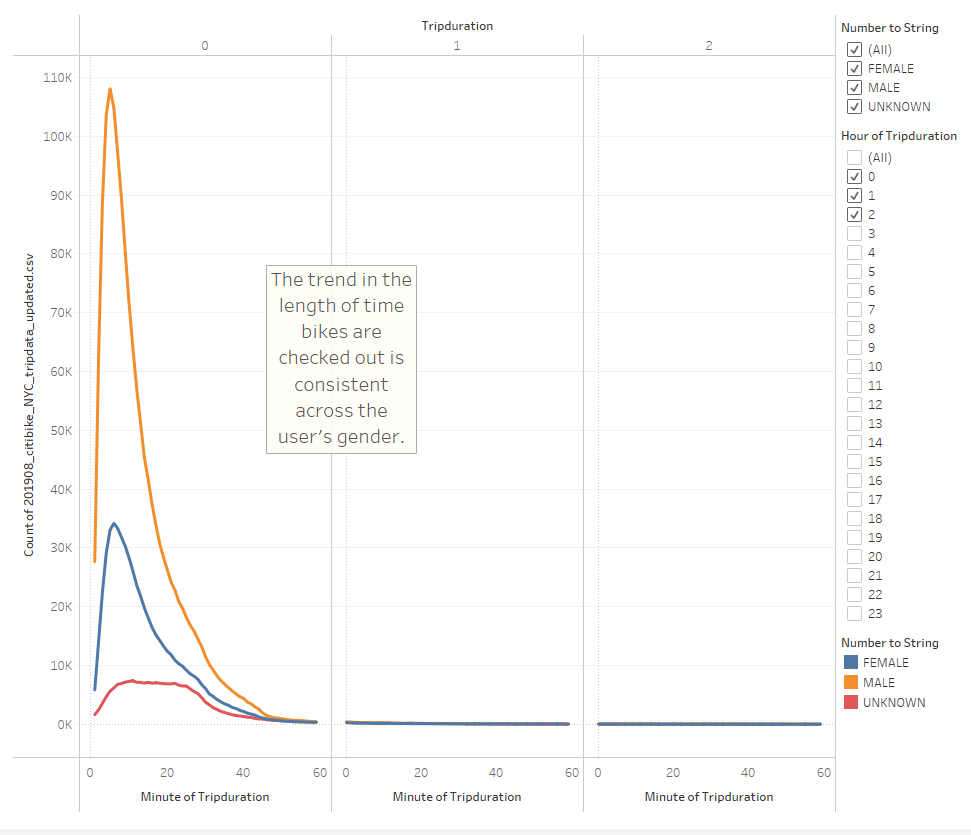 Tripduration
0
1
2
110K
100K
90K
80K
70K
60K
50K
40K
30K
20K
10K
0K
Count of 201908_citibike_NYC_tripdata_updated.csv
The trend in the
length of time
bikes are
checked out is
consistent
across the
user's gender.
0 20 40 60 0 20 40 60 0 20 40 60
Minute of Tripduration
Minute of Tripduration
Minute of Tripduration
Number to String
(All)
FEMALE
MALE
UNKNOWN
Hour of Tripduration
(All)
0
1
2
3
4
5
6
7
8
9
10
11
12
13
14
15
16
17
18
19
20
21
22
23
Number to String
FEMALE
MALE
UNKNOWN